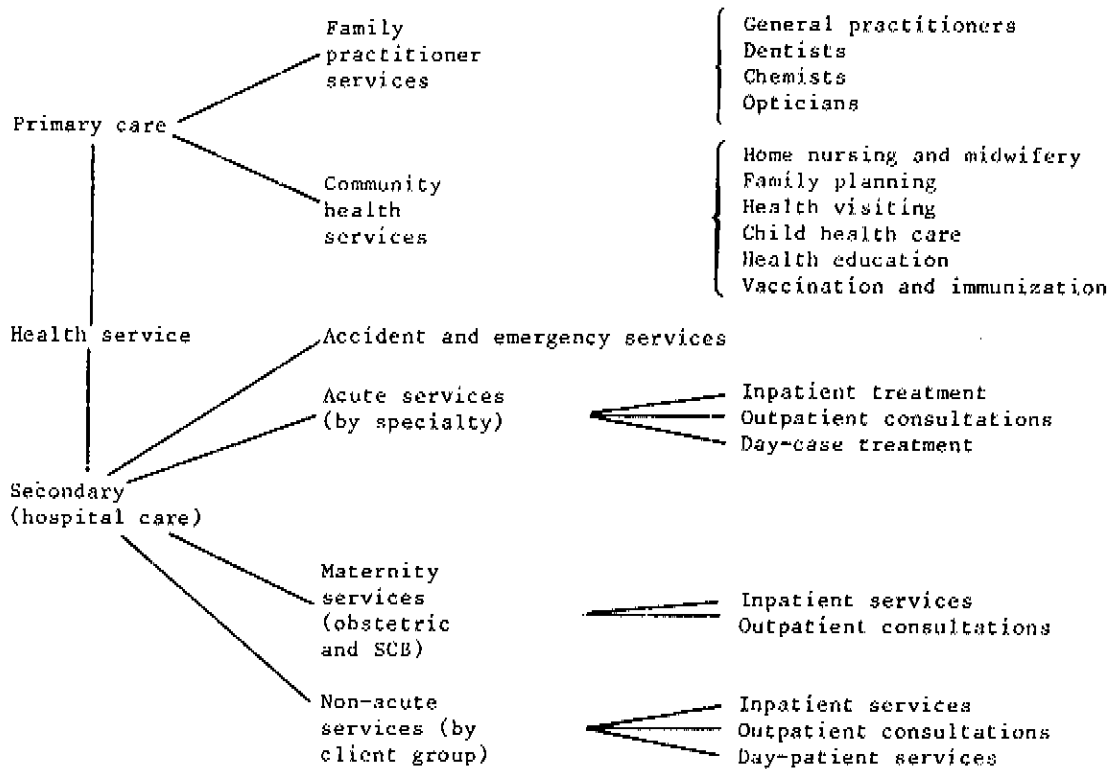 Family
practitioner
services
General practitioners
Dentists
Chemists
Opticians
Primary care
Community
health
services
Home nursing and midwifery
Family planning
Health visiting
Child health care
Health education
Vaccination and immunization
Health service
Accident and emergency services
Acute services
(by specialty)
Inpatient treatment
Outpatient consultations
Day-case treatment
Secondary
(hospital care)
Maternity
services
(obstetric
and SCB)
Inpatient services
Outpatient consultations
Non-acute
services (by
client group)
Inpatient services
Outpatient consultations
Day-patient services